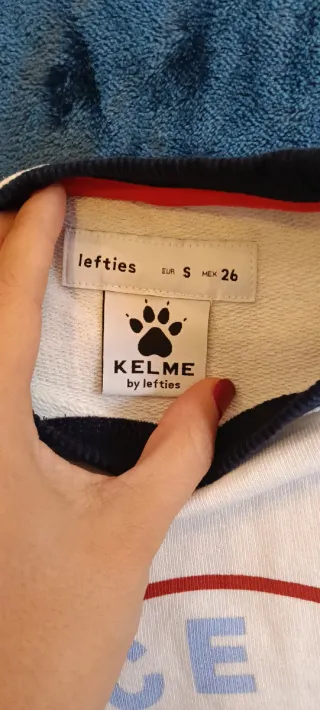 lefties EUR S MEX 26
KELME
by lefties
CE